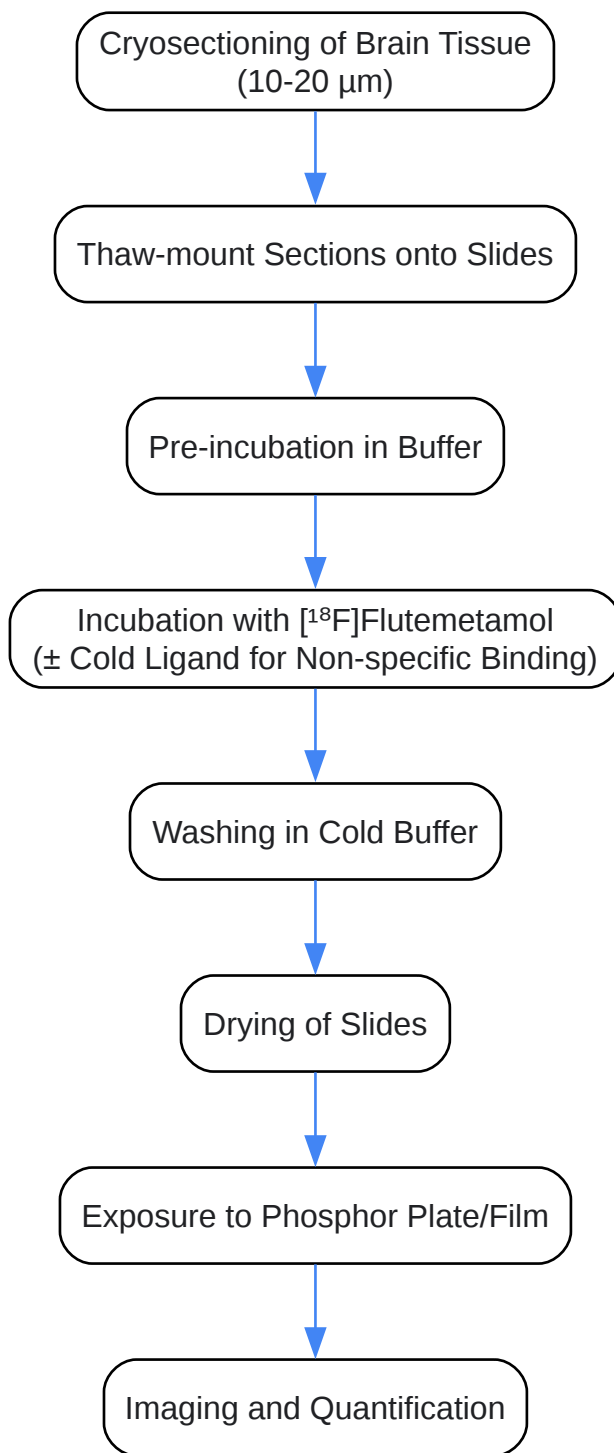 Cryosectioning of Brain Tissue
(10-20 µm)
Thaw-mount Sections onto Slides
Pre-incubation in Buffer
Incubation with [¹⁸F]Flutemetamol
(± Cold Ligand for Non-specific Binding)
Washing in Cold Buffer
Drying of Slides
Exposure to Phosphor Plate/Film
Imaging and Quantification